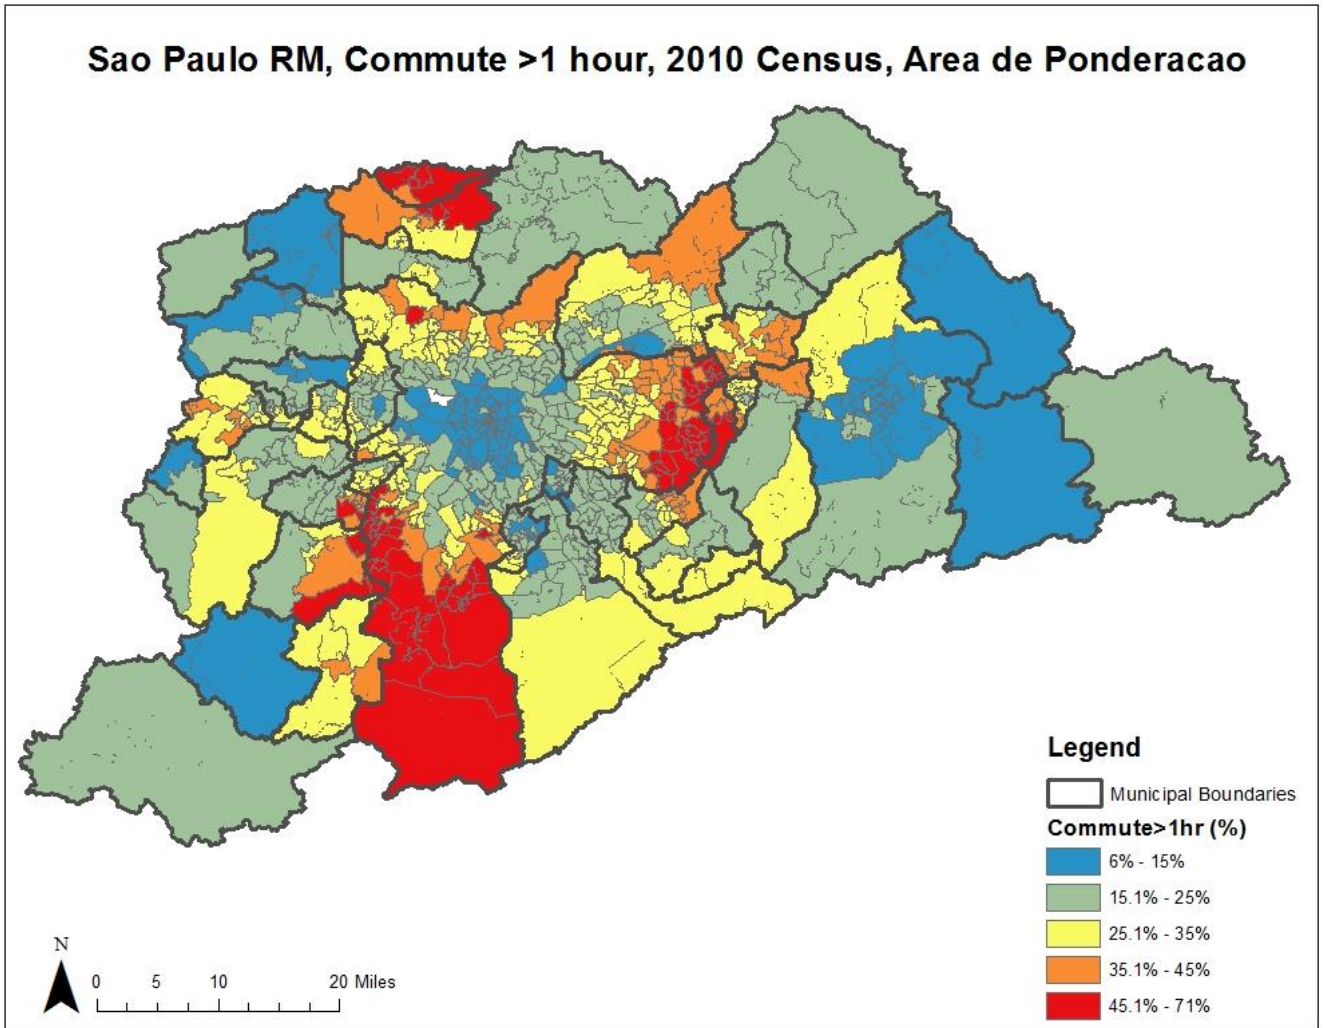 Sao Paulo RM, Commute >1 hour, 2010 Census, Area de Ponderacao
Legend
Municipal Boundaries
Commute>1hr (%)
6% - 15%
15.1% - 25%
25.1% - 35%
35.1% - 45%
45.1% - 71%
N
0 5 10 20 Miles